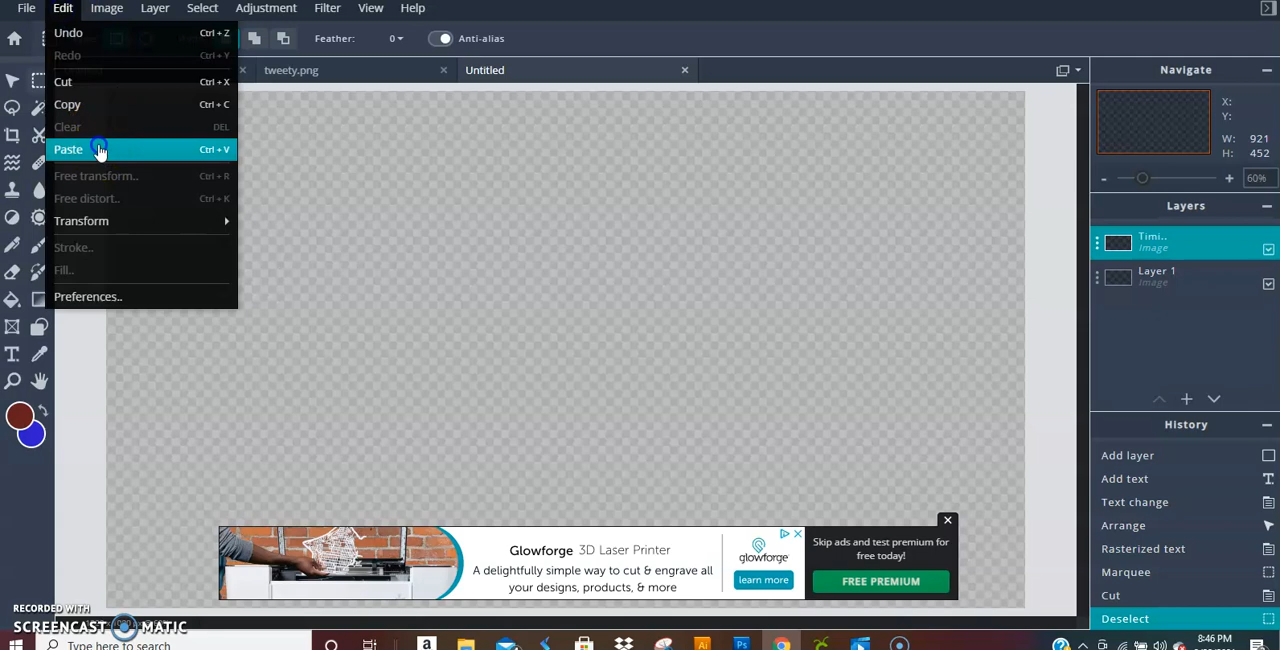 File Edit Image Layer Select Adjustment Filter View Help
Undo Ctrl + Z
Feather: 0 Anti-alias
Redo Ctrl + Y
tweety.png Untitled
Cut Ctrl + X
Copy Ctrl + C
Clear DEL
Paste Ctrl + V
Free transform.. Ctrl + R
Free distort.. Ctrl + K
Transform
Stroke..
Fill..
Preferences..
Navigate
X:
Y:
W: 921
H: 452
- + 60%
Layers
Timi..
Image
Layer 1
Image
History
Add layer
Add text
Text change
Arrange
Rasterized text
Marquee
Cut
Deselect
Glowforge 3D Laser Printer
A delightfully simple way to cut & engrave all
your designs, products, & more
glowforge
learn more
Skip ads and test premium for
free today!
FREE PREMIUM
RECORDED WITH
SCREENCAST MATIC
Type here to search
8:46 PM